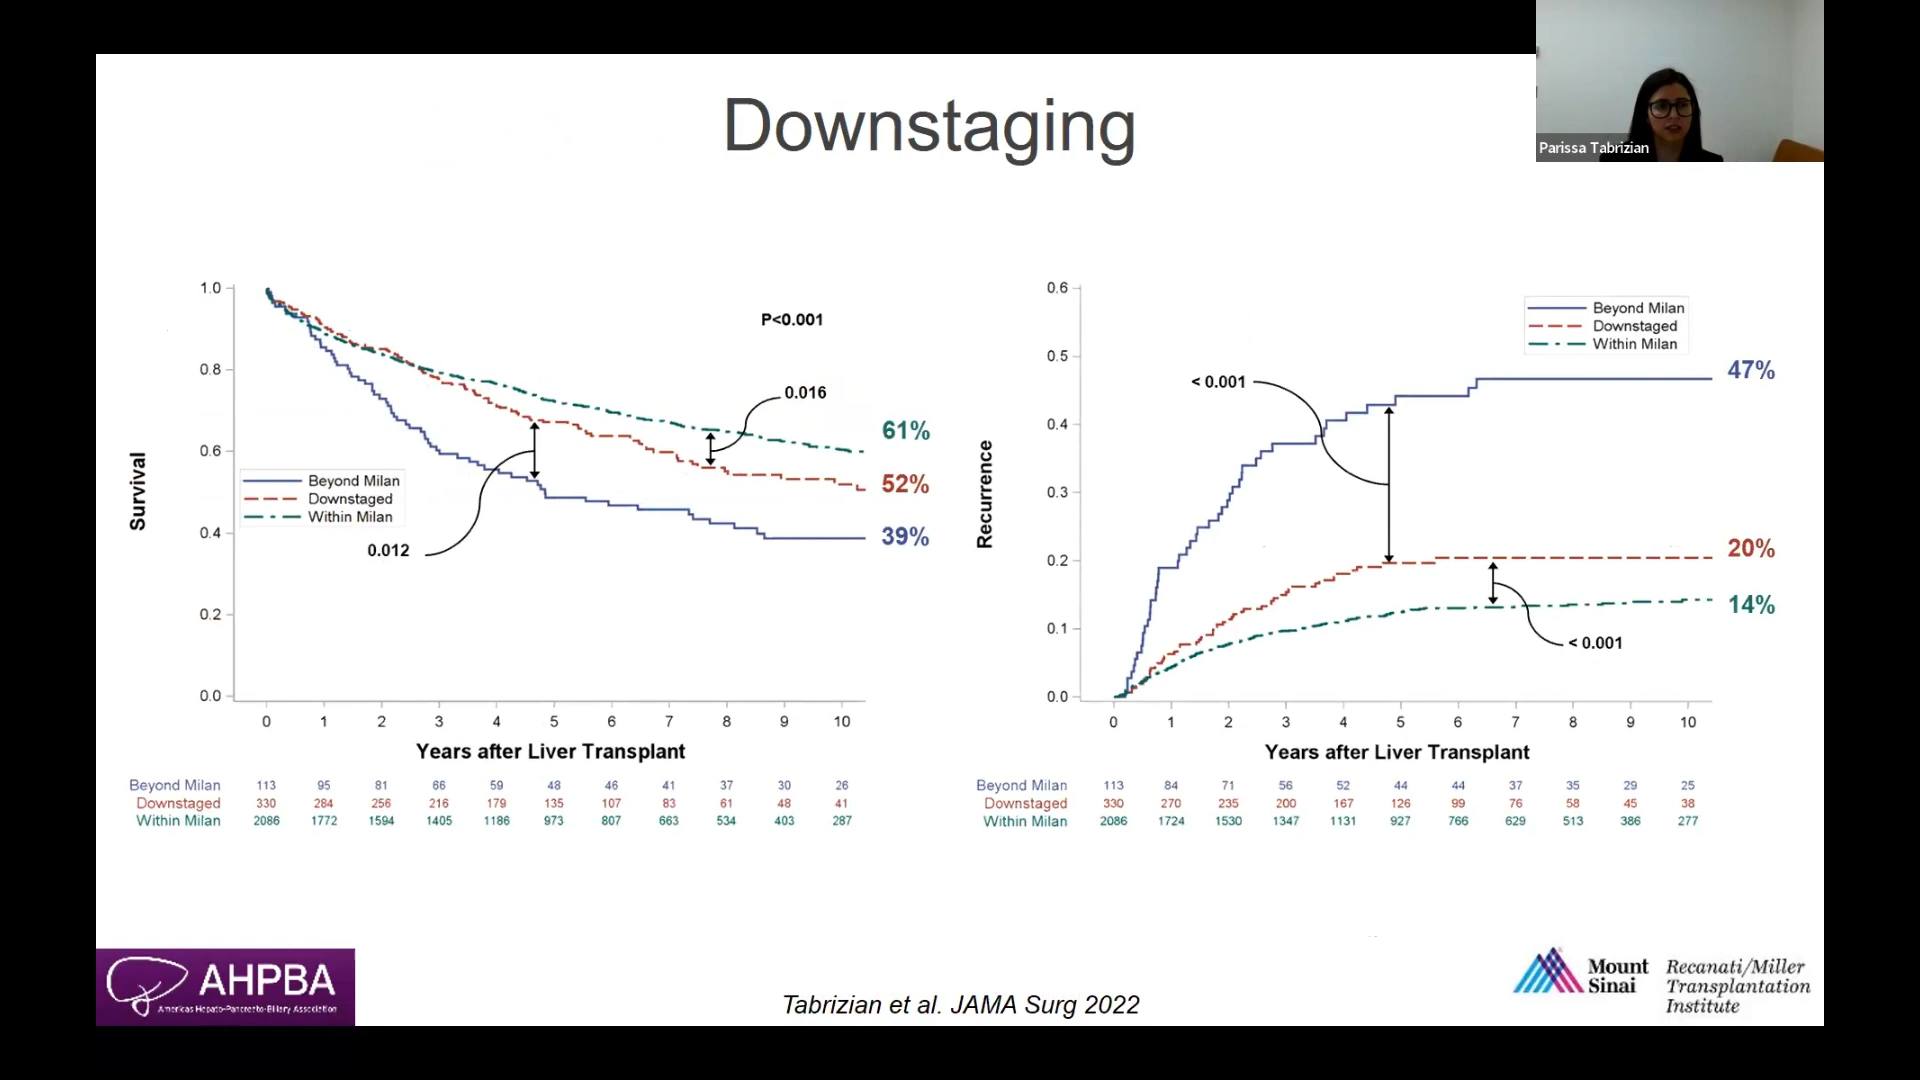 Downstaging
Parissa Tabrizian
1.0
0.8
0.6
0.4
0.2
0.0
Survival
P<0.001
0.016
0.012
Beyond Milan
Downstaged
Within Milan
61%
52%
39%
0 1 2 3 4 5 6 7 8 9 10
Years after Liver Transplant
Beyond Milan 113 95 81 66 59 48 46 41 37 30 26
Downstaged 330 284 256 216 179 135 107 83 61 48 41
Within Milan 2086 1772 1594 1405 1186 973 807 663 534 403 287
0.6
0.5
0.4
0.3
0.2
0.1
0.0
Recurrence
Beyond Milan
Downstaged
Within Milan
< 0.001
< 0.001
47%
20%
14%
0 1 2 3 4 5 6 7 8 9 10
Years after Liver Transplant
Beyond Milan 113 84 71 56 52 44 44 37 35 29 25
Downstaged 330 270 235 200 167 126 99 76 58 45 38
Within Milan 2086 1724 1530 1347 1131 927 766 629 513 386 277
AHPBA
Americas Hepato-Pancreato-Biliary Association
Tabrizian et al. JAMA Surg 2022
Mount
Sinai
Recanati/Miller
Transplantation
Institute